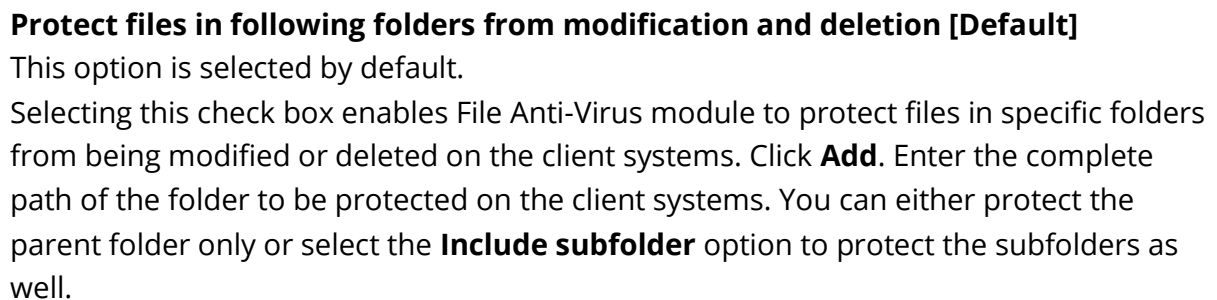 Protect files in following folders from modification and deletion [Default]
This option is selected by default.
Selecting this check box enables File Anti-Virus module to protect files in specific folders
from being modified or deleted on the client systems. Click Add. Enter the complete
path of the folder to be protected on the client systems. You can either protect the
parent folder only or select the Include subfolder option to protect the subfolders as
well.